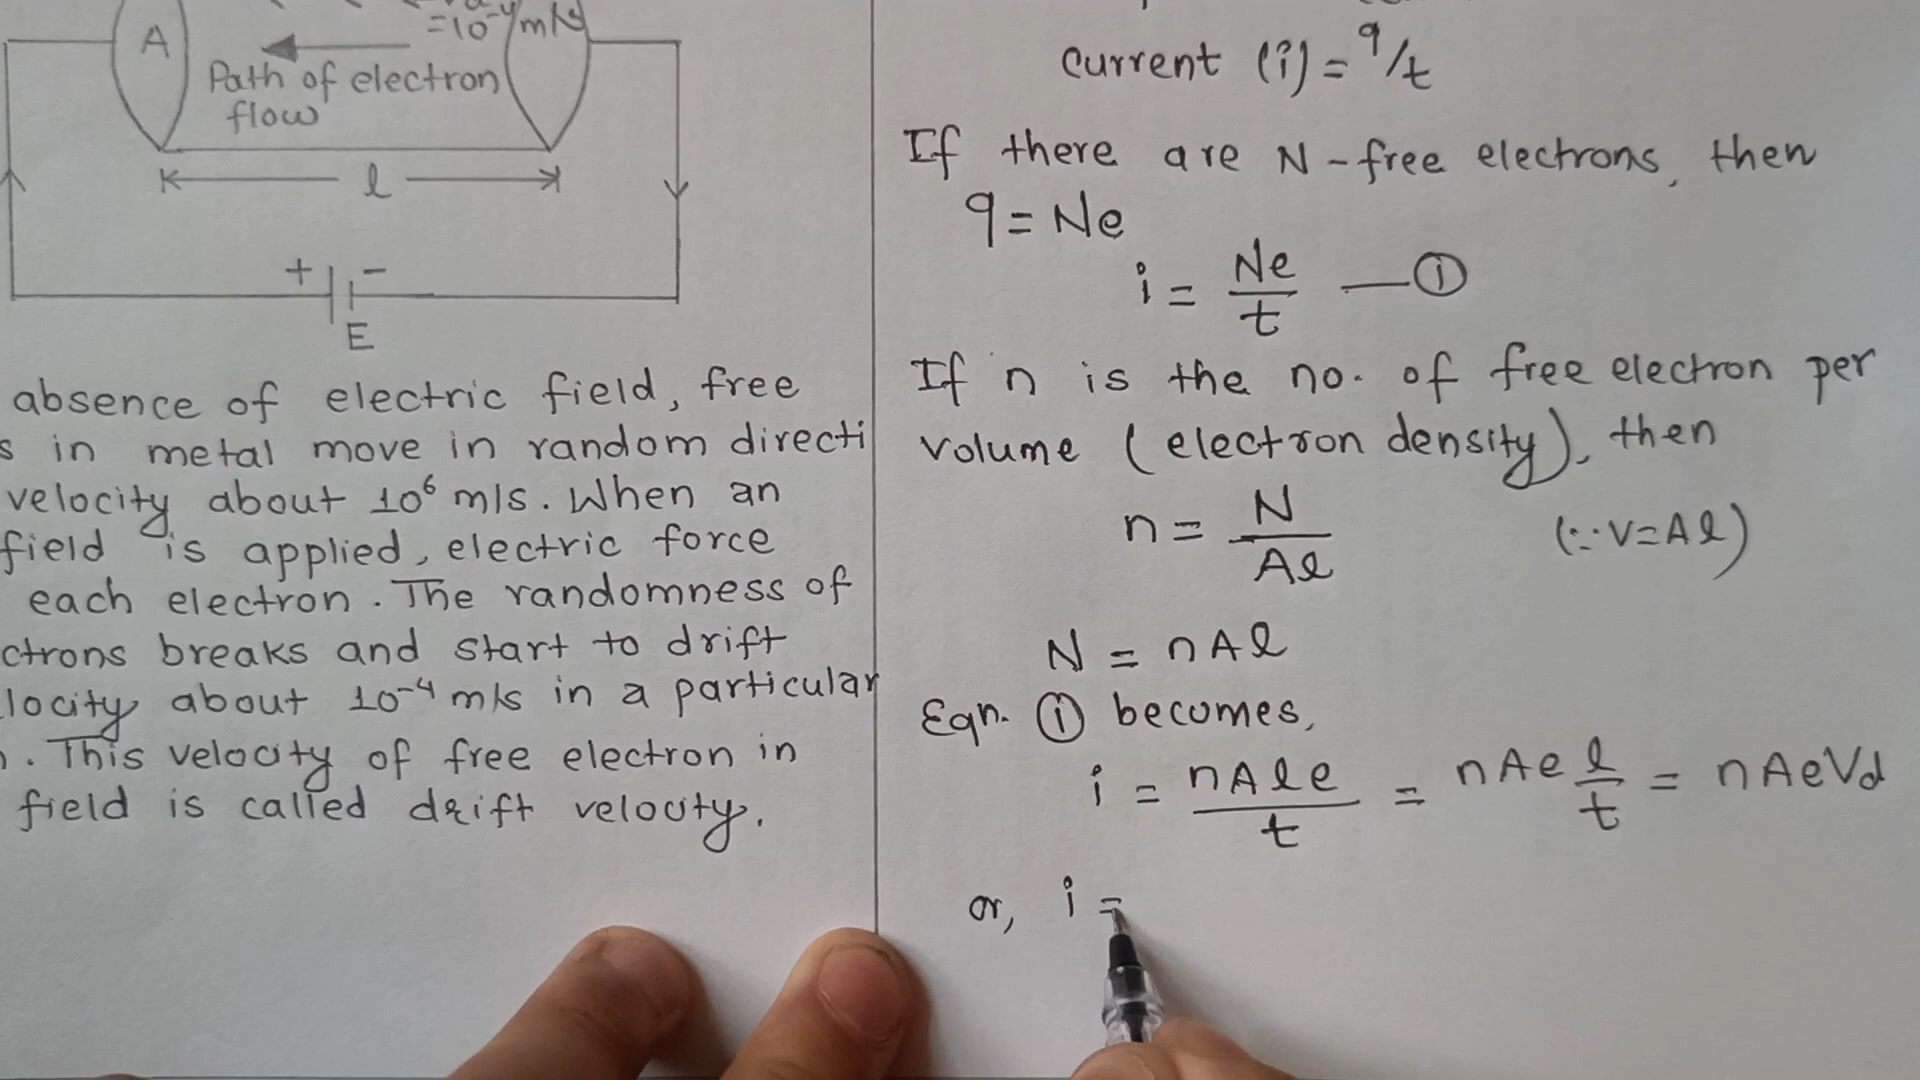 =10⁻⁴m/s
A
Path of electron
flow
l
+ -
E
absence of electric field, free
s in metal move in random directi
velocity about 10⁶ m/s. When an
field is applied, electric force
each electron. The randomness of
ctrons breaks and start to drift
locity about 10⁻⁴ m/s in a particular
. This velocity of free electron in
field is called drift velocity.
current (i) = q/t
If there are N-free electrons, then
q = Ne
i = Ne/t — ①
If n is the no. of free electron per
volume (electron density), then
n = N/Al (∵ V=Al)
N = nAl
Eqn. ① becomes,
i = nAle/t = nAe l/t = nAeVd
or, i =